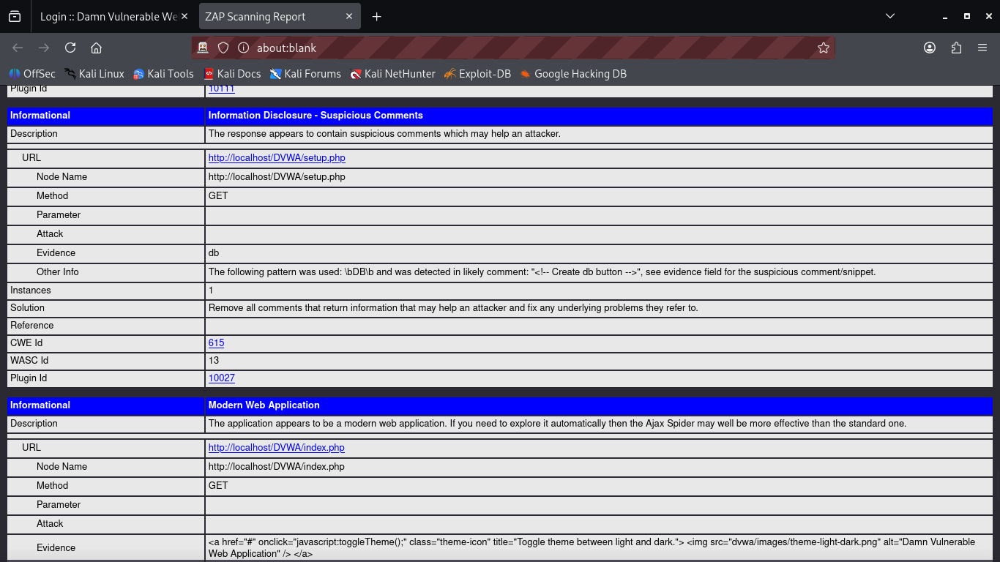 Login :: Damn Vulnerable We
ZAP Scanning Report
about:blank
OffSec Kali Linux Kali Tools Kali Docs Kali Forums Kali NetHunter Exploit-DB Google Hacking DB
Plugin Id 10111
Informational Information Disclosure - Suspicious Comments
Description The response appears to contain suspicious comments which may help an attacker.
URL http://localhost/DVWA/setup.php
Node Name http://localhost/DVWA/setup.php
Method GET
Parameter
Attack
Evidence db
Other Info The following pattern was used: \bDB\b and was detected in likely comment: "<!-- Create db button -->", see evidence field for the suspicious comment/snippet.
Instances 1
Solution Remove all comments that return information that may help an attacker and fix any underlying problems they refer to.
Reference
CWE Id 615
WASC Id 13
Plugin Id 10027
Informational Modern Web Application
Description The application appears to be a modern web application. If you need to explore it automatically then the Ajax Spider may well be more effective than the standard one.
URL http://localhost/DVWA/index.php
Node Name http://localhost/DVWA/index.php
Method GET
Parameter
Attack
Evidence <a href="#" onclick="javascript:toggleTheme();" class="theme-icon" title="Toggle theme between light and dark."> <img src="dvwa/images/theme-light-dark.png" alt="Damn Vulnerable
Web Application" /> </a>